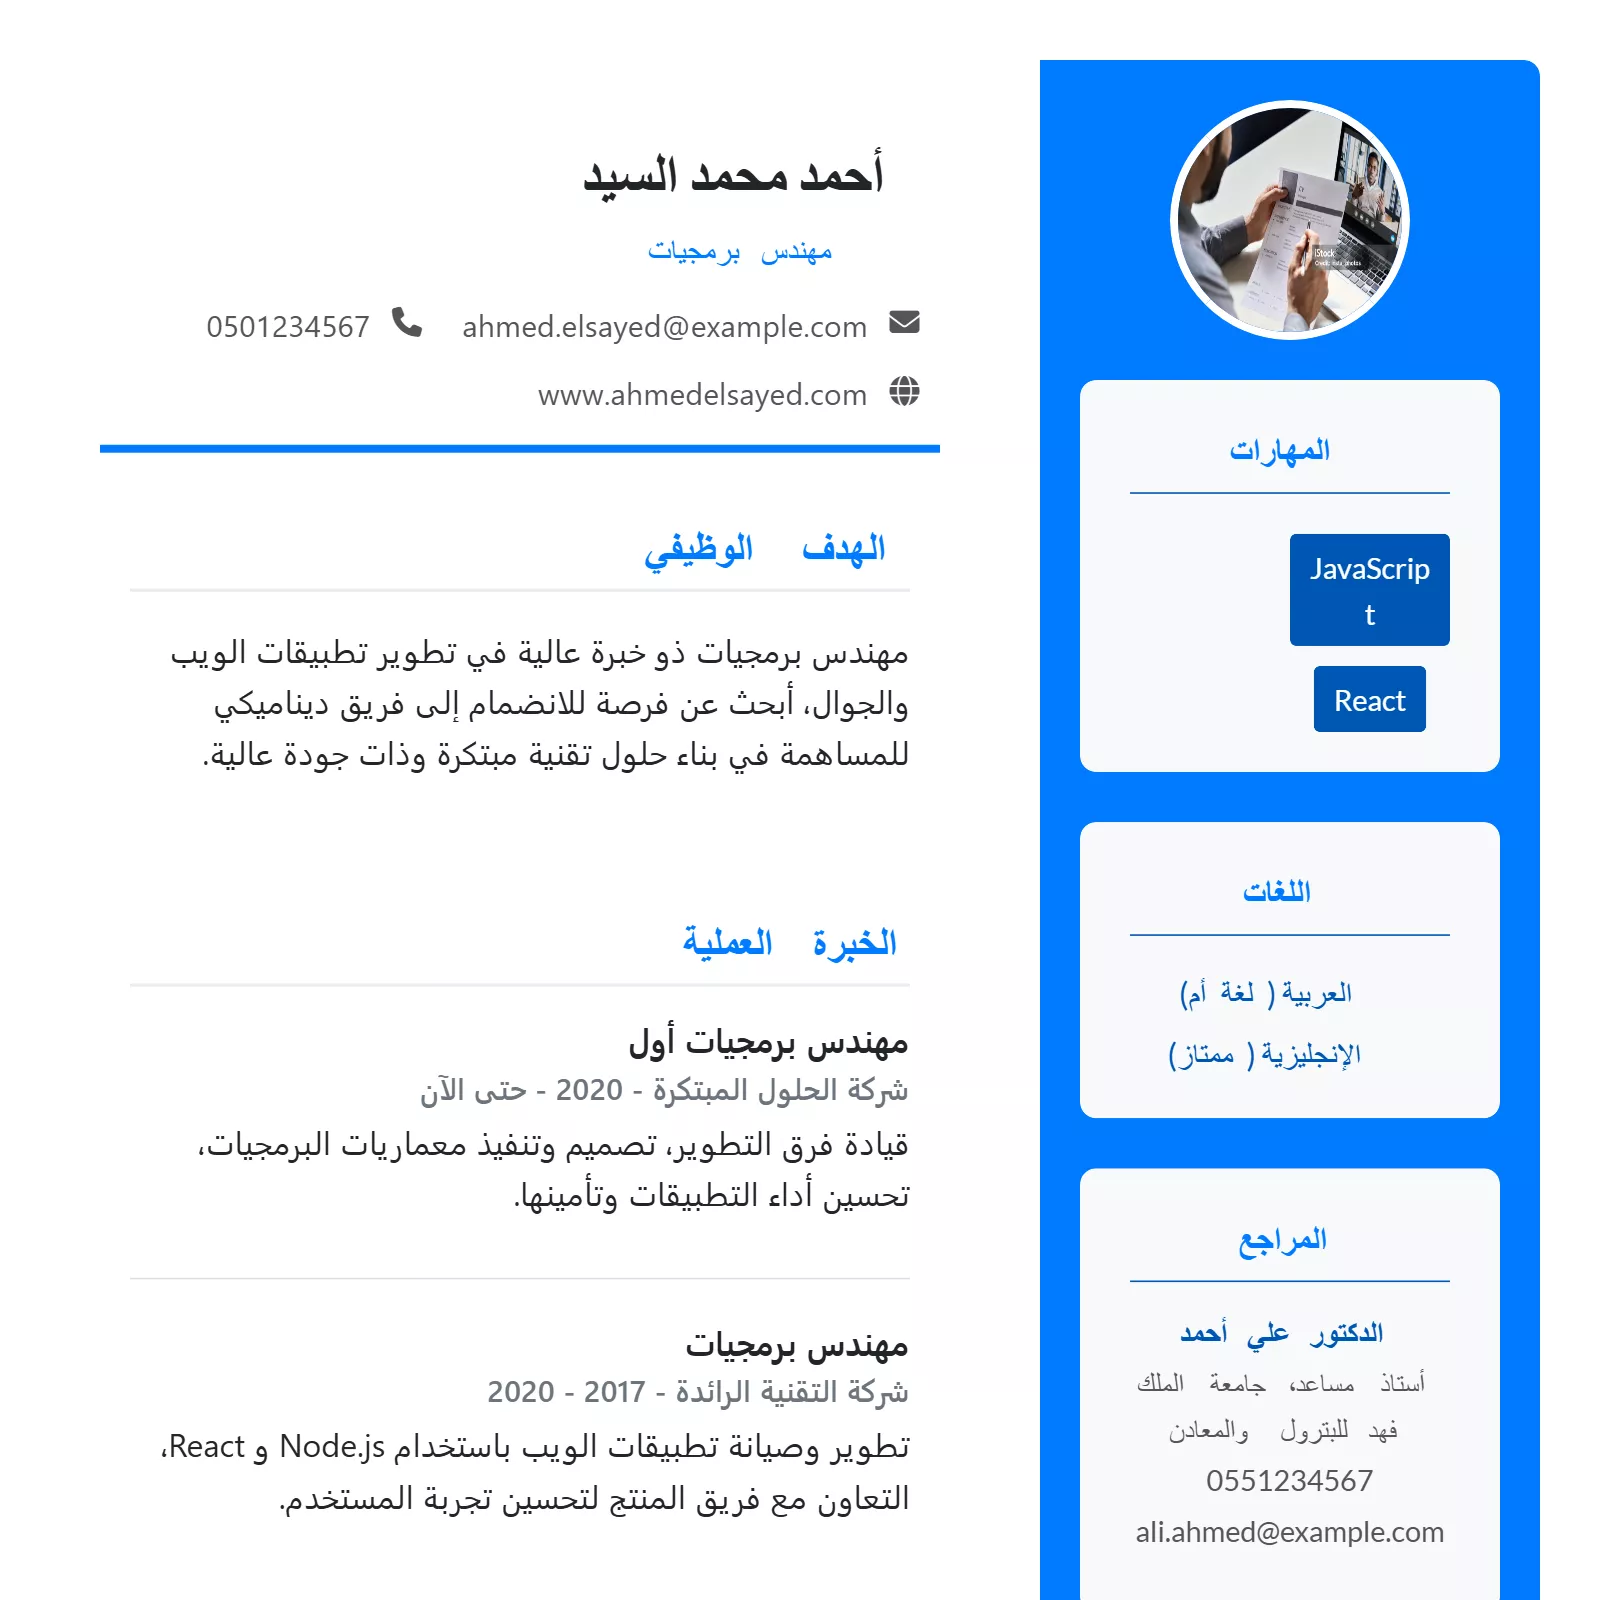 أحمد محمد السيد
مهندس برمجيات
ahmed.elsayed@example.com 0501234567
www.ahmedelsayed.com
الهدف الوظيفي
مهندس برمجيات ذو خبرة عالية في تطوير تطبيقات الويب
والجوال، أبحث عن فرصة للانضمام إلى فريق ديناميكي
للمساهمة في بناء حلول تقنية مبتكرة وذات جودة عالية.
الخبرة العملية
مهندس برمجيات أول
شركة الحلول المبتكرة - 2020 - حتى الآن
قيادة فرق التطوير، تصميم وتنفيذ معماريات البرمجيات،
تحسين أداء التطبيقات وتأمينها.
مهندس برمجيات
شركة التقنية الرائدة - 2017 - 2020
تطوير وصيانة تطبيقات الويب باستخدام Node.js و React،
التعاون مع فريق المنتج لتحسين تجربة المستخدم.
iStock
المهارات
JavaScrip
t
React
اللغات
العربية ( لغة أم)
الإنجليزية ( ممتاز)
المراجع
الدكتور علي أحمد
أستاذ مساعد، جامعة الملك
فهد للبترول والمعادن
0551234567
ali.ahmed@example.com